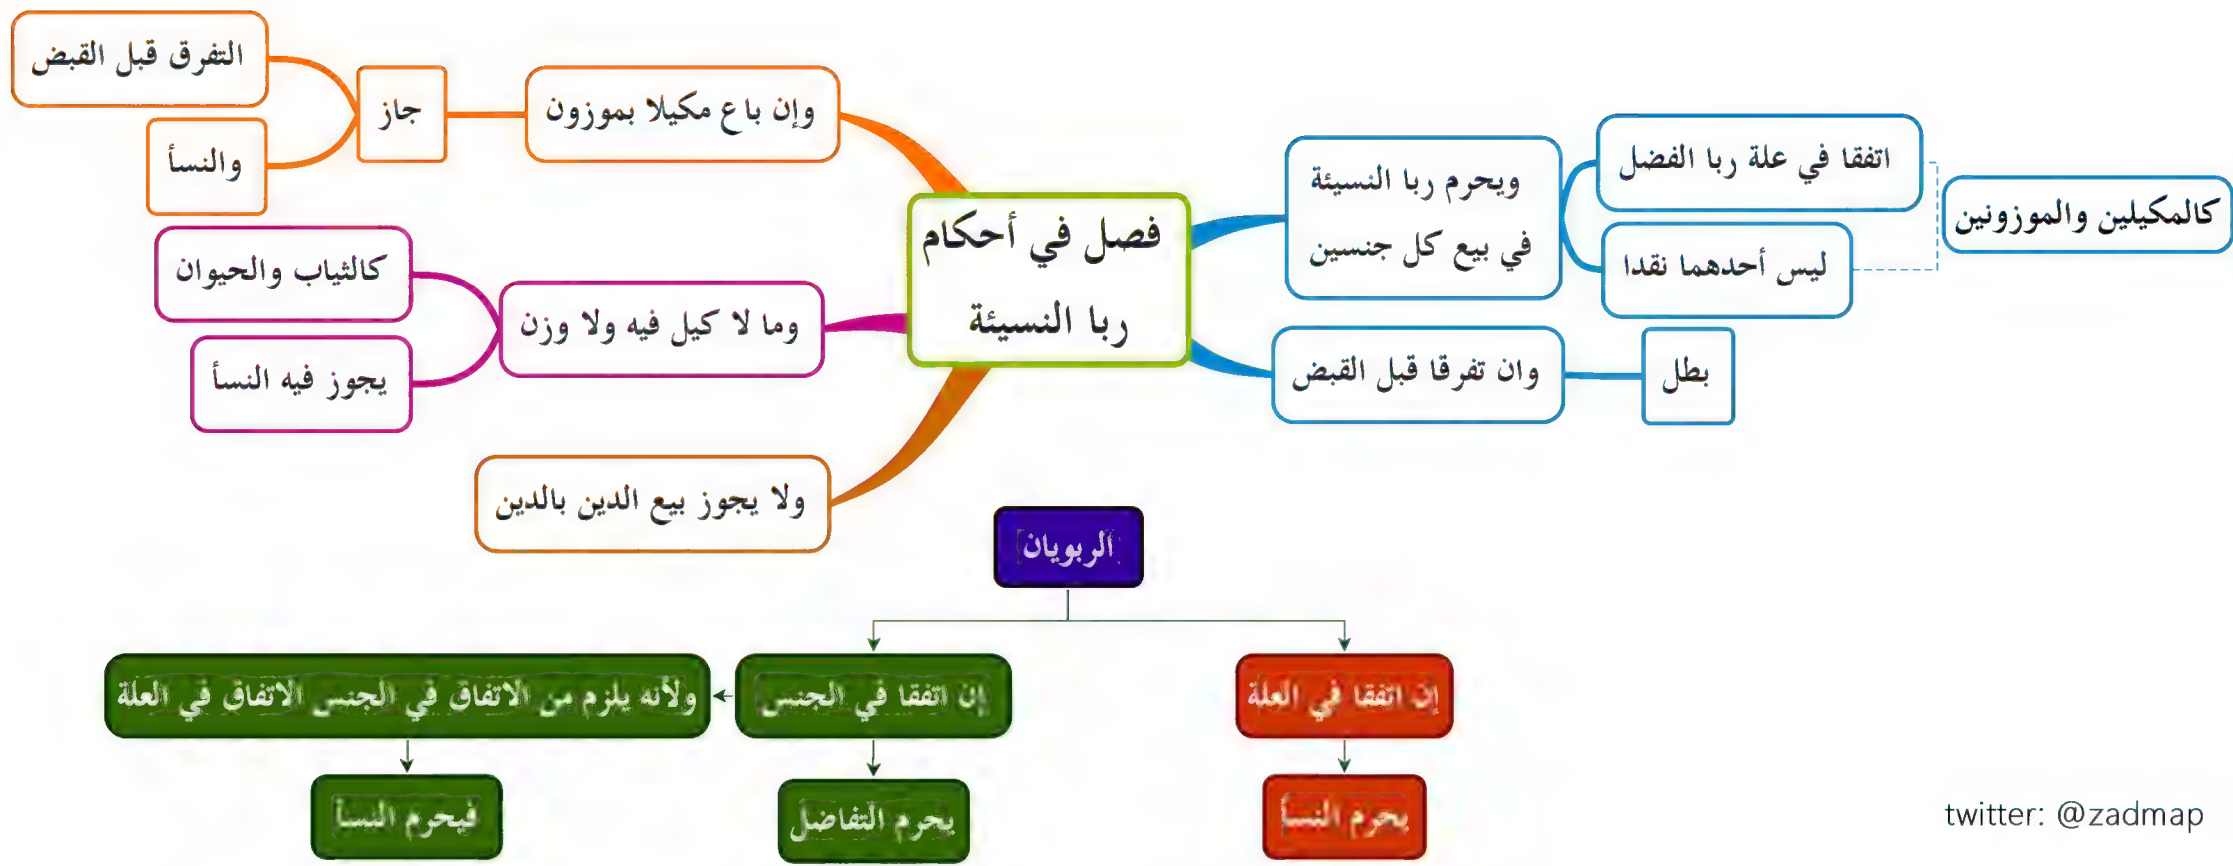 فصل في أحكام
ربا النسيئة
ويحرم ربا النسيئة
في بيع كل جنسين
اتفقا في علة ربا الفضل
ليس أحدهما نقدا
كالمكيلين والموزونين
وان تفرقا قبل القبض
بطل
وإن باع مكيلا بموزون
جاز
التفرق قبل القبض
والنسأ
وما لا كيل فيه ولا وزن
كالثياب والحيوان
يجوز فيه النسأ
ولا يجوز بيع الدين بالدين
الربويان
إن اتفقا في العلة
يحرم النسأ
إن اتفقا في الجنس
يحرم التفاضل
ولأنه يلزم من الاتفاق في الجنس الاتفاق في العلة
فيحرم النسأ
twitter: @zadmap